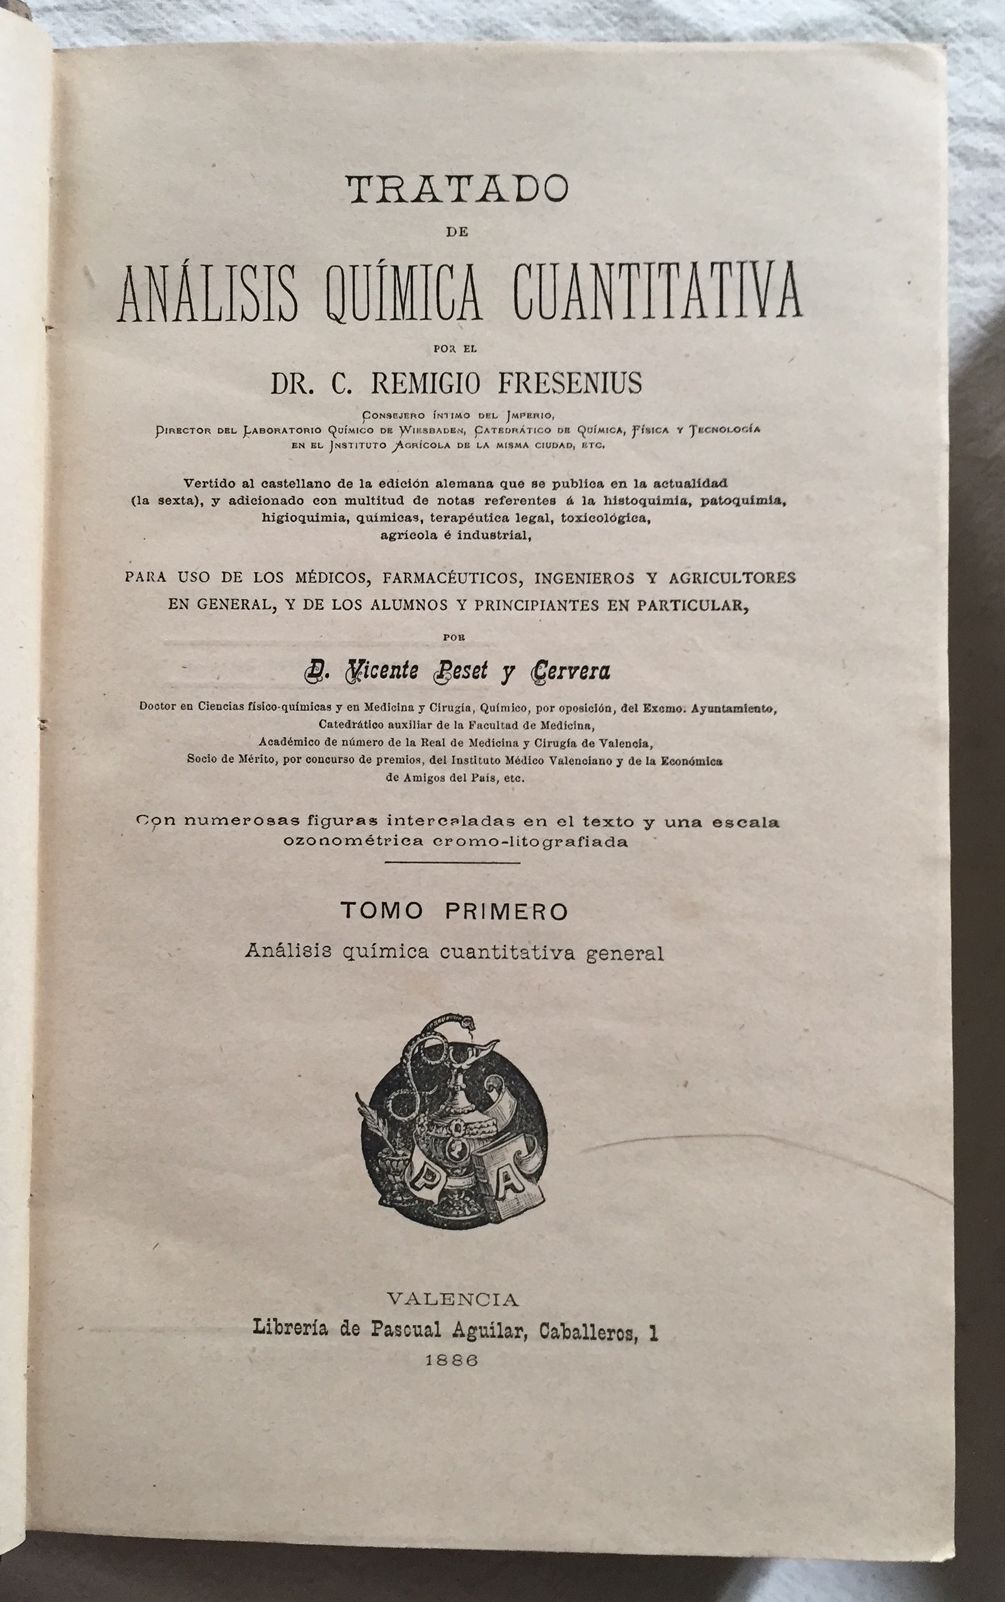 TRATADO
DE
ANÁLISIS QUÍMICA CUANTITATIVA
POR EL
DR. C. REMIGIO FRESENIUS
CONSEJERO ÍNTIMO DEL IMPERIO,
DIRECTOR DEL LABORATORIO QUÍMICO DE WIESBADEN, CATEDRÁTICO DE QUÍMICA, FÍSICA Y TECNOLOGÍA
EN EL INSTITUTO AGRÍCOLA DE LA MISMA CIUDAD, ETC.
Vertido al castellano de la edición alemana que se publica en la actualidad
(la sexta), y adicionado con multitud de notas referentes á la histoquimia, patoquimia,
higioquimia, químicas, terapéutica legal, toxicológica,
agrícola é industrial,
PARA USO DE LOS MÉDICOS, FARMACÉUTICOS, INGENIEROS Y AGRICULTORES
EN GENERAL, Y DE LOS ALUMNOS Y PRINCIPIANTES EN PARTICULAR,
POR
D. Vicente Peset y Cervera
Doctor en Ciencias físico-químicas y en Medicina y Cirugía, Químico, por oposición, del Excmo. Ayuntamiento,
Catedrático auxiliar de la Facultad de Medicina,
Académico de número de la Real de Medicina y Cirugía de Valencia,
Socio de Mérito, por concurso de premios, del Instituto Médico Valenciano y de la Económica
de Amigos del País, etc.
Con numerosas figuras intercaladas en el texto y una escala
ozonométrica cromo-litografiada
TOMO PRIMERO
Análisis química cuantitativa general
P A
VALENCIA
Librería de Pascual Aguilar, Caballeros, 1
1886